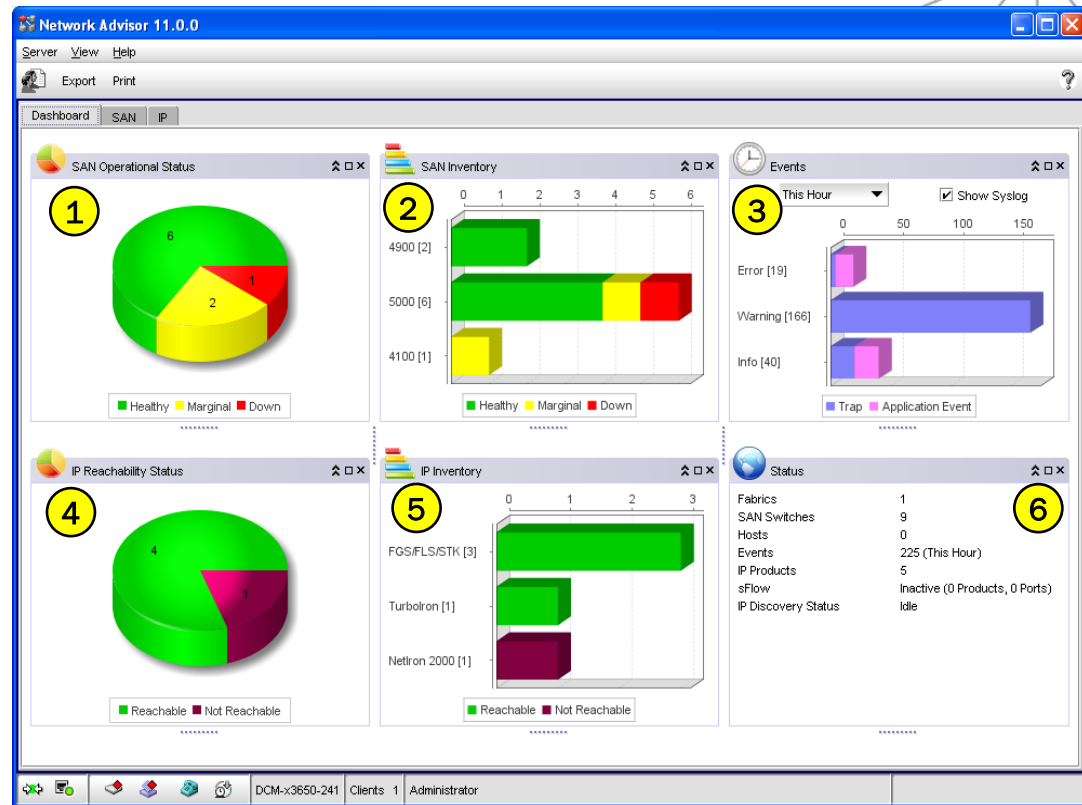 Network Advisor 11.0.0
Server View Help
Export Print
?
Dashboard SAN IP
SAN Operational Status
1
6
2
1
Healthy Marginal Down
SAN Inventory
2
0 1 2 3 4 5 6
4900 [2]
5000 [6]
4100 [1]
Healthy Marginal Down
Events
3
This Hour
Show Syslog
0 50 100 150
Error [19]
Warning [166]
Info [40]
Trap Application Event
IP Reachability Status
4
4
1
Reachable Not Reachable
IP Inventory
5
0 1 2 3
FGS/FLS/STK [3]
TurboIron [1]
NetIron 2000 [1]
Reachable Not Reachable
Status
6
Fabrics 1
SAN Switches 9
Hosts 0
Events 225 (This Hour)
IP Products 5
sFlow Inactive (0 Products, 0 Ports)
IP Discovery Status Idle
DCM-x3650-241 Clients 1 Administrator